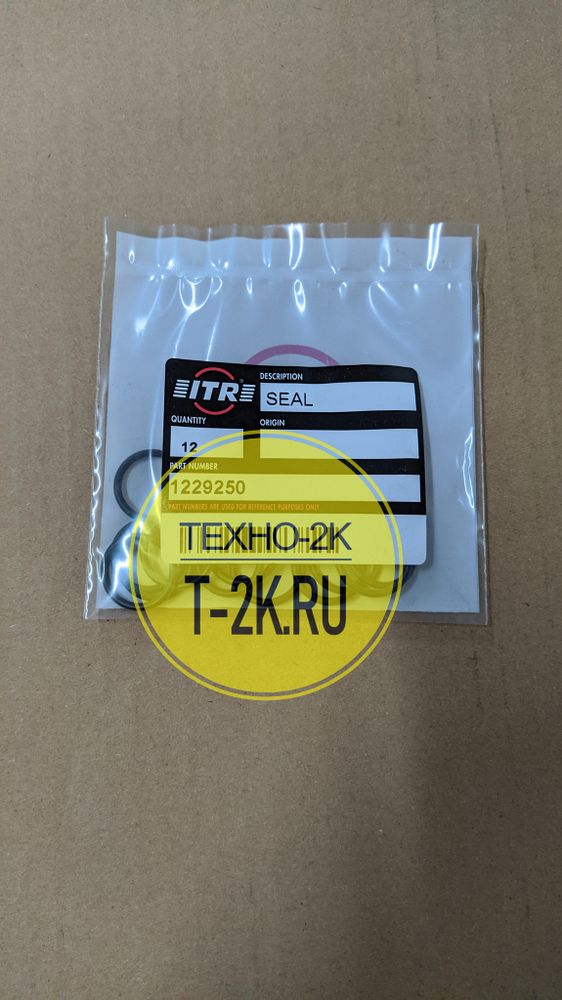 ITR
DESCRIPTION
SEAL
QUANTITY
ORIGIN
12
PART NUMBER
1229250
PART NUMBERS ARE USED FOR REFERENCE PURPOSES ONLY
ТЕХНО-2К
T-2K.RU